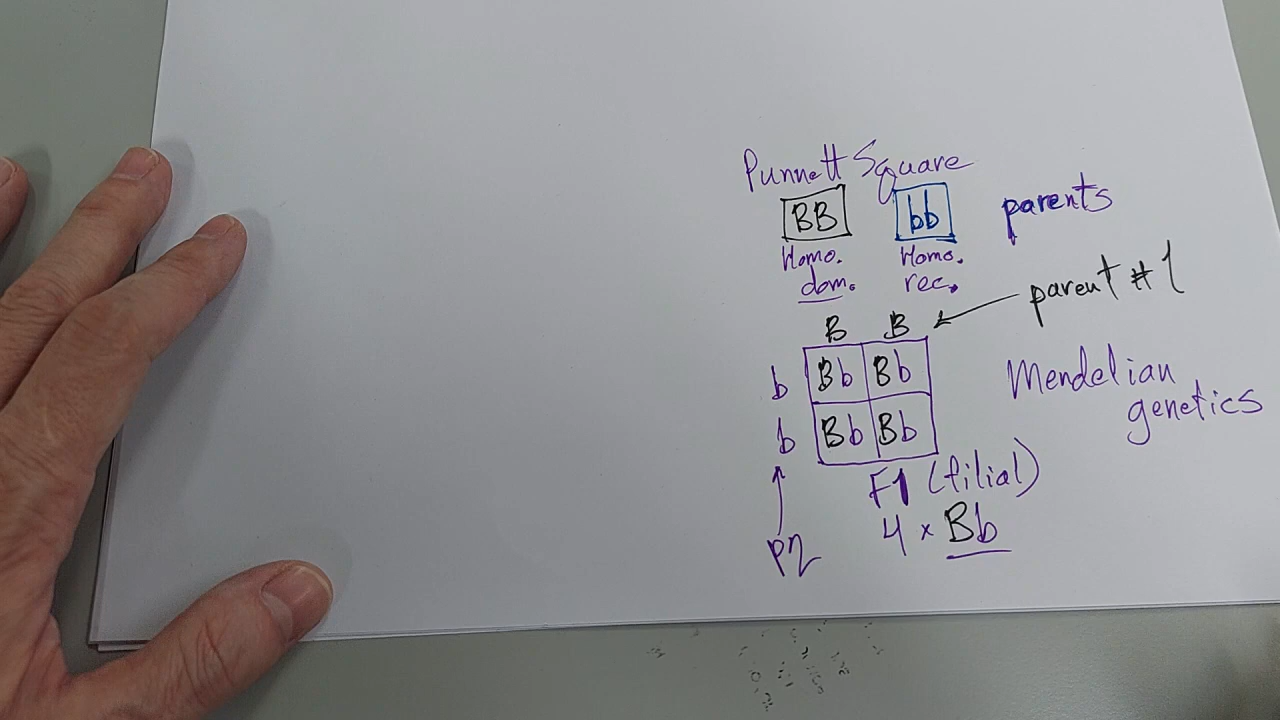 Punnett Square
BB bb parents
Homo. dom. Homo. rec.
parent #1
B B
b Bb Bb
b Bb Bb
Mendelian genetics
F1 (filial)
4 x Bb
P2